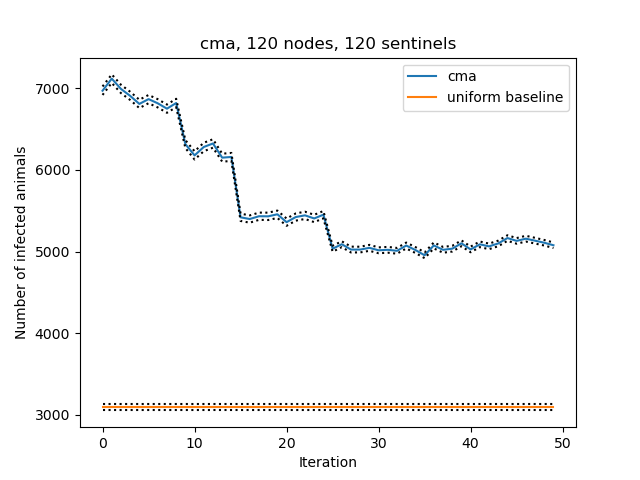 cma, 120 nodes, 120 sentinels
cma
uniform baseline
Number of infected animals
7000
6000
5000
4000
3000
0 10 20 30 40 50
Iteration